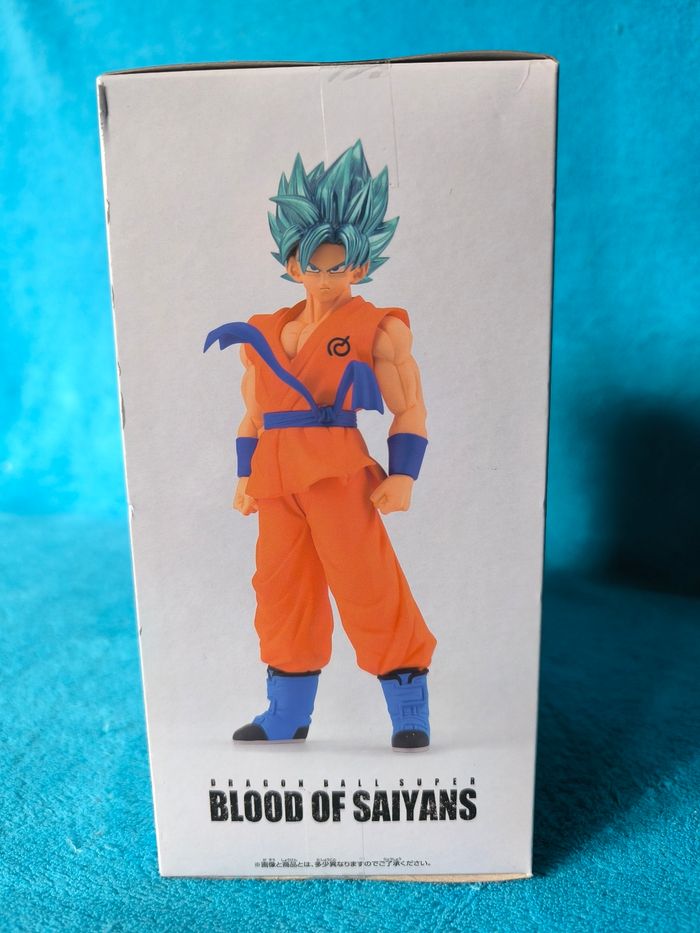 DRAGON BALL SUPER
BLOOD OF SAIYANS
※画像と商品とは、多少異なりますのでご了承ください。